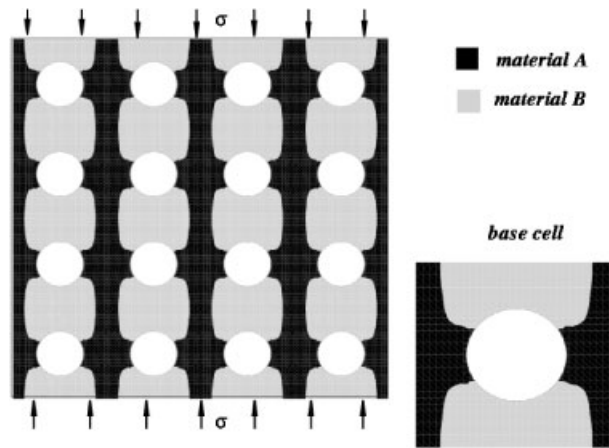 σ
material A
material B
base cell
σ